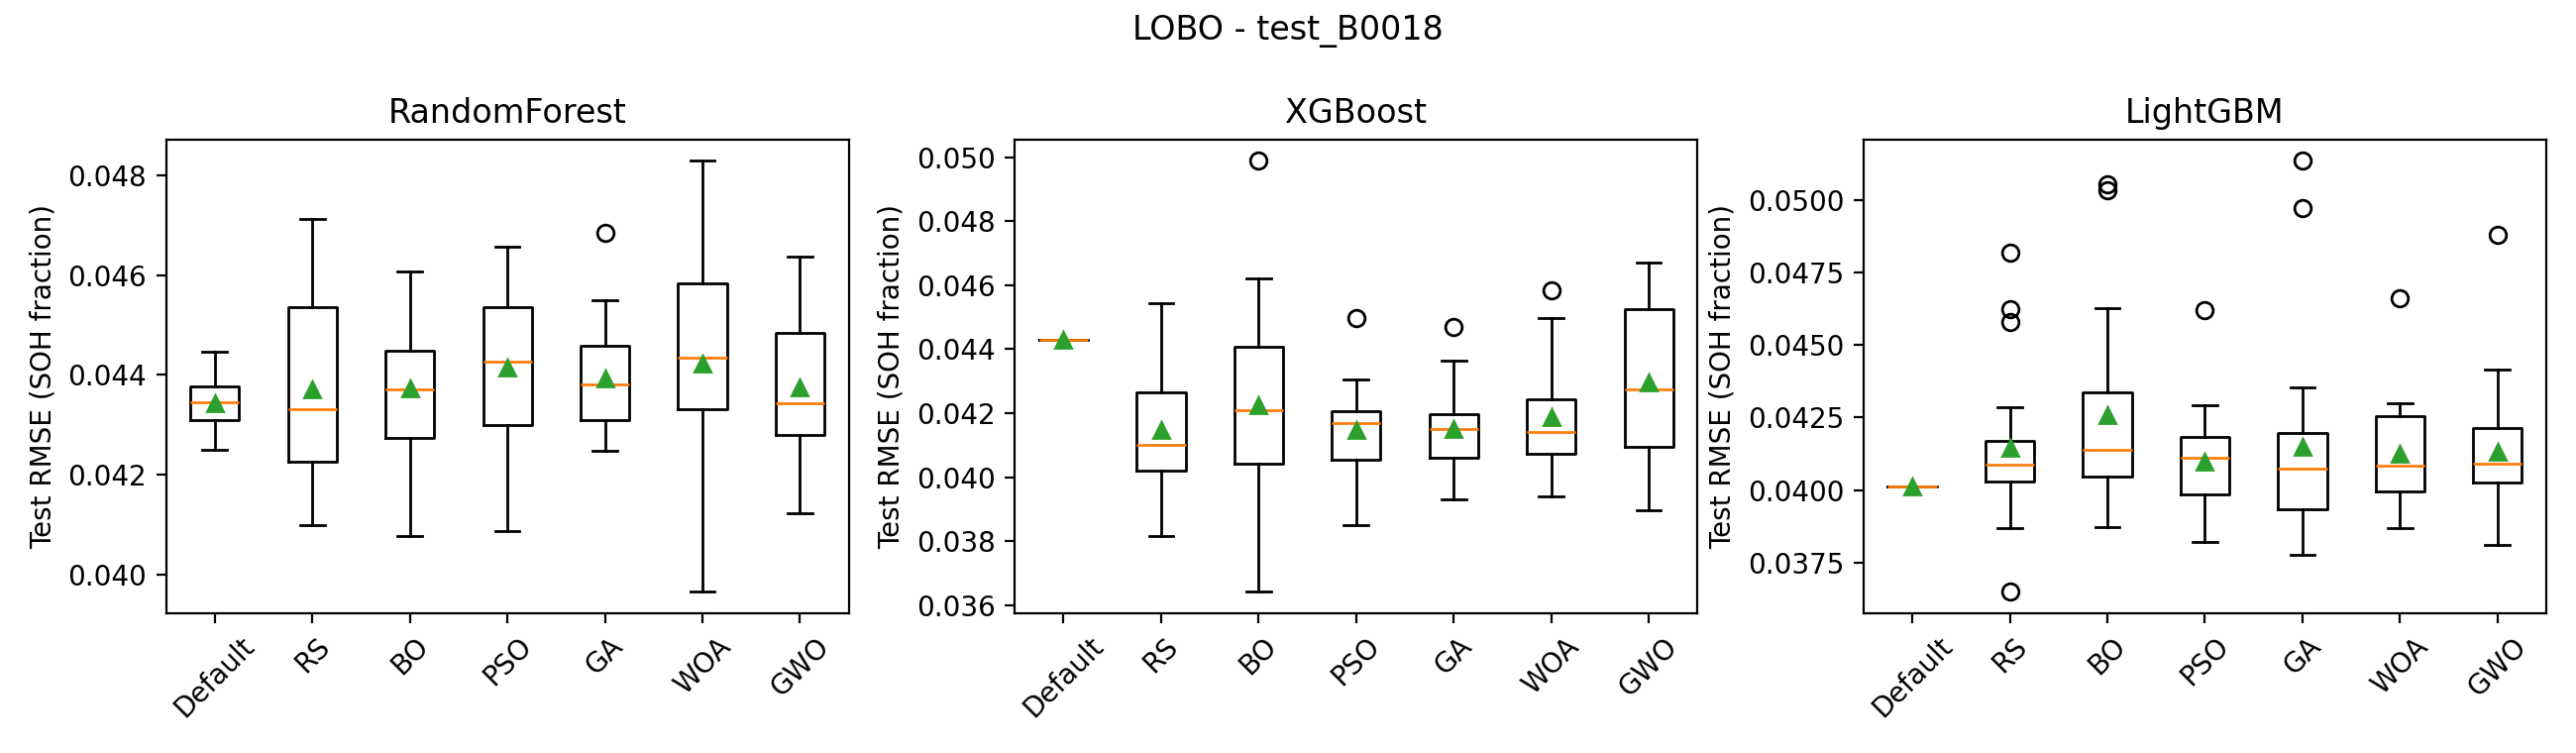 LOBO - test_B0018
RandomForest
Test RMSE (SOH fraction)
0.048
0.046
0.044
0.042
0.040
Default
RS
BO
PSO
GA
WOA
GWO
XGBoost
Test RMSE (SOH fraction)
0.050
0.048
0.046
0.044
0.042
0.040
0.038
0.036
Default
RS
BO
PSO
GA
WOA
GWO
LightGBM
Test RMSE (SOH fraction)
0.0500
0.0475
0.0450
0.0425
0.0400
0.0375
Default
RS
BO
PSO
GA
WOA
GWO